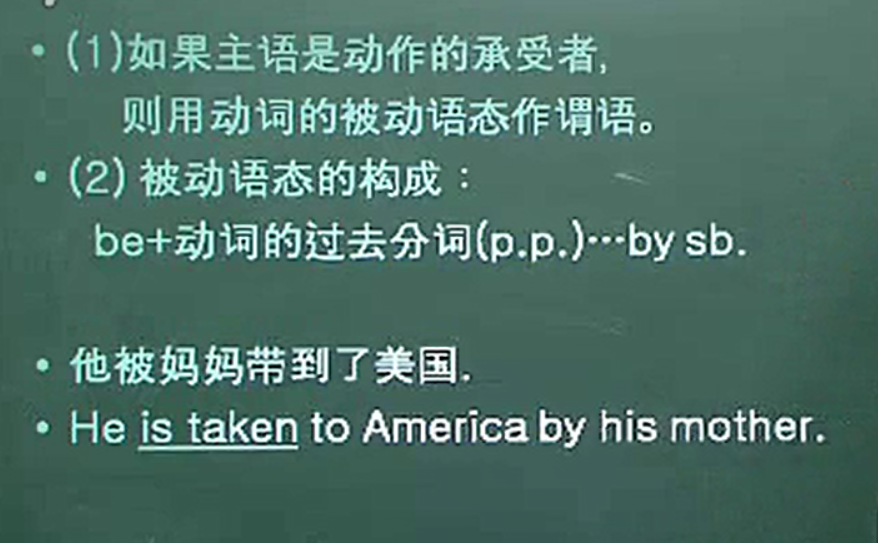 • (1)如果主语是动作的承受者,
则用动词的被动语态作谓语。
• (2) 被动语态的构成：
be+动词的过去分词(p.p.)…by sb.
• 他被妈妈带到了美国.
• He is taken to America by his mother.